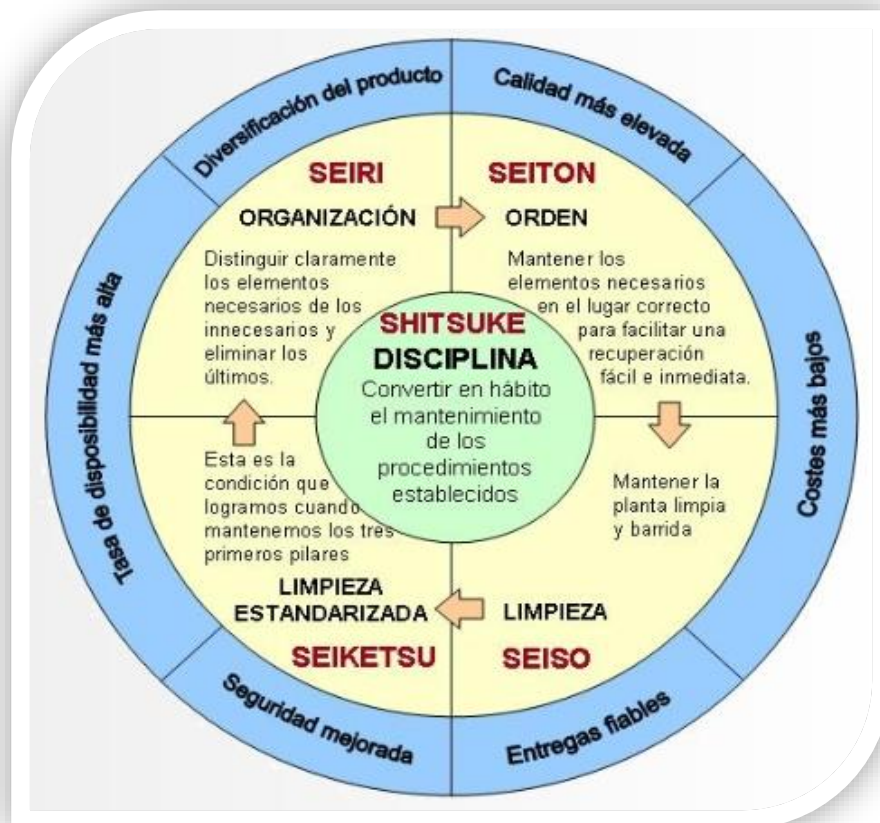 Diversificación del producto
Calidad más elevada
Costes más bajos
Entregas fiables
Seguridad mejorada
Tasa de disposibilidad más alta
SEIRI
ORGANIZACIÓN
Distinguir claramente
los elementos
necesarios de los
innecesarios y
eliminar los
últimos.
SEITON
ORDEN
Mantener los
elementos necesarios
en el lugar correcto
para facilitar una
recuperación
fácil e inmediata.
SHITSUKE
DISCIPLINA
Convertir en hábito
el mantenimiento
de los
procedimientos
establecidos
Mantener la
planta limpia
y barrida
LIMPIEZA
SEISO
Esta es la
condición que
logramos cuando
mantenemos los tres
primeros pilares
LIMPIEZA
ESTANDARIZADA
SEIKETSU